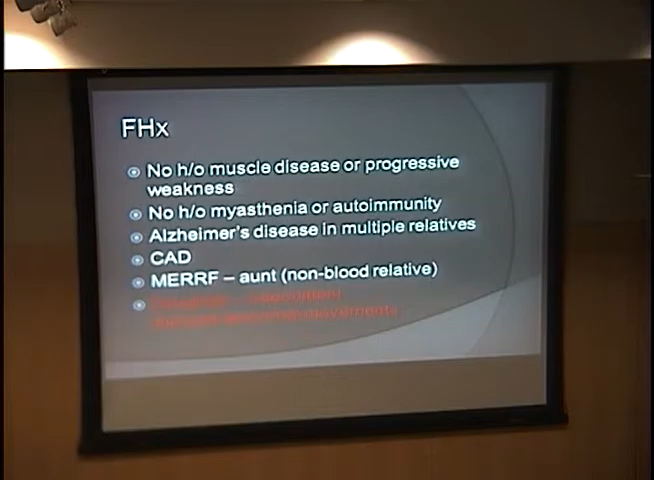 FHx
No h/o muscle disease or progressive
weakness
No h/o myasthenia or autoimmunity
Alzheimer's disease in multiple relatives
CAD
MERRF – aunt (non-blood relative)
movements